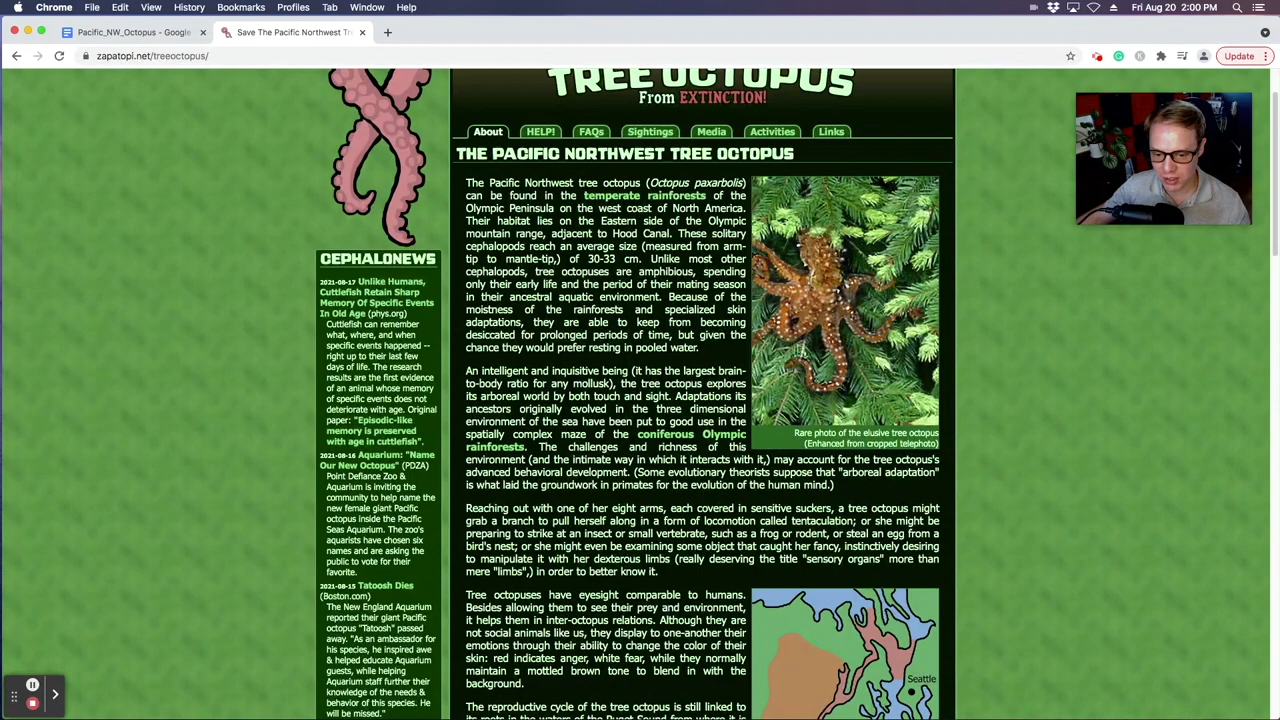 Chrome File Edit View History Bookmarks Profiles Tab Window Help Fri Aug 20 2:00 PM
Pacific_NW_Octopus - Google
Save The Pacific Northwest Tre
zapatopi.net/treeoctopus/
Update
TREE OCTOPUS
From EXTINCTION!
About HELP! FAQs Sightings Media Activities Links
THE PACIFIC NORTHWEST TREE OCTOPUS
The Pacific Northwest tree octopus (Octopus paxarbolis)
can be found in the temperate rainforests of the
Olympic Peninsula on the west coast of North America.
Their habitat lies on the Eastern side of the Olympic
mountain range, adjacent to Hood Canal. These solitary
cephalopods reach an average size (measured from arm-
tip to mantle-tip,) of 30-33 cm. Unlike most other
cephalopods, tree octopuses are amphibious, spending
only their early life and the period of their mating season
in their ancestral aquatic environment. Because of the
moistness of the rainforests and specialized skin
adaptations, they are able to keep from becoming
desiccated for prolonged periods of time, but given the
chance they would prefer resting in pooled water.
An intelligent and inquisitive being (it has the largest brain-
to-body ratio for any mollusk), the tree octopus explores
its arboreal world by both touch and sight. Adaptations its
ancestors originally evolved in the three dimensional
environment of the sea have been put to good use in the
spatially complex maze of the coniferous Olympic
rainforests. The challenges and richness of this
environment (and the intimate way in which it interacts with it,) may account for the tree octopus's
advanced behavioral development. (Some evolutionary theorists suppose that "arboreal adaptation"
is what laid the groundwork in primates for the evolution of the human mind.)
Rare photo of the elusive tree octopus
(Enhanced from cropped telephoto)
Reaching out with one of her eight arms, each covered in sensitive suckers, a tree octopus might
grab a branch to pull herself along in a form of locomotion called tentaculation; or she might be
preparing to strike at an insect or small vertebrate, such as a frog or rodent, or steal an egg from a
bird's nest; or she might even be examining some object that caught her fancy, instinctively desiring
to manipulate it with her dexterous limbs (really deserving the title "sensory organs" more than
mere "limbs",) in order to better know it.
Tree octopuses have eyesight comparable to humans.
Besides allowing them to see their prey and environment,
it helps them in inter-octopus relations. Although they are
not social animals like us, they display to one-another their
emotions through their ability to change the color of their
skin: red indicates anger, white fear, while they normally
maintain a mottled brown tone to blend in with the
background.
The reproductive cycle of the tree octopus is still linked to
its roots in the waters of the Puget Sound from where it is
Seattle
CEPHALONEWS
2021-08-17 Unlike Humans,
Cuttlefish Retain Sharp
Memory Of Specific Events
In Old Age (phys.org)
Cuttlefish can remember
what, where, and when
specific events happened --
right up to their last few
days of life. The research
results are the first evidence
of an animal whose memory
of specific events does not
deteriorate with age. Original
paper: "Episodic-like
memory is preserved
with age in cuttlefish".
2021-08-16 Aquarium: "Name
Our New Octopus" (PDZA)
Point Defiance Zoo &
Aquarium is inviting the
community to help name the
new female giant Pacific
octopus inside the Pacific
Seas Aquarium. The zoo's
aquarists have chosen six
names and are asking the
public to vote for their
favorite.
2021-08-15 Tatoosh Dies
(Boston.com)
The New England Aquarium
reported their giant Pacific
octopus "Tatoosh" passed
away. "As an ambassador for
his species, he inspired awe
& helped educate Aquarium
guests, while helping
Aquarium staff further their
knowledge of the needs &
behavior of this species. He
will be missed."